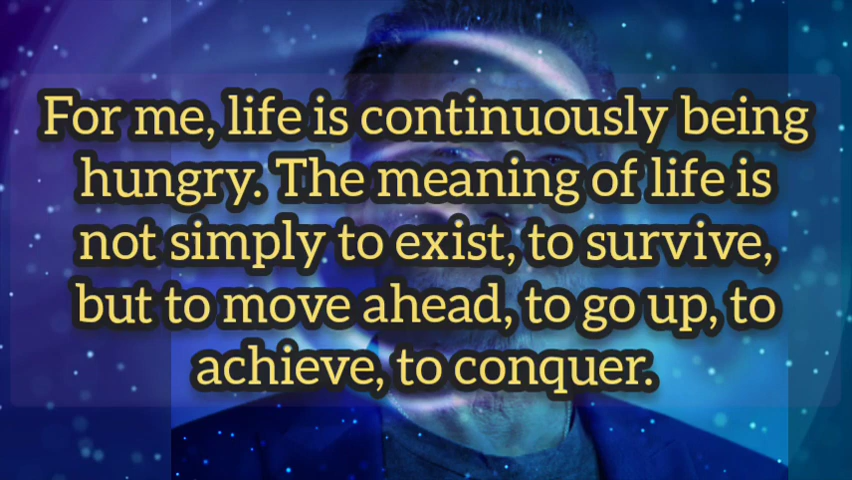 For me, life is continuously being
hungry. The meaning of life is
not simply to exist, to survive,
but to move ahead, to go up, to
achieve, to conquer.